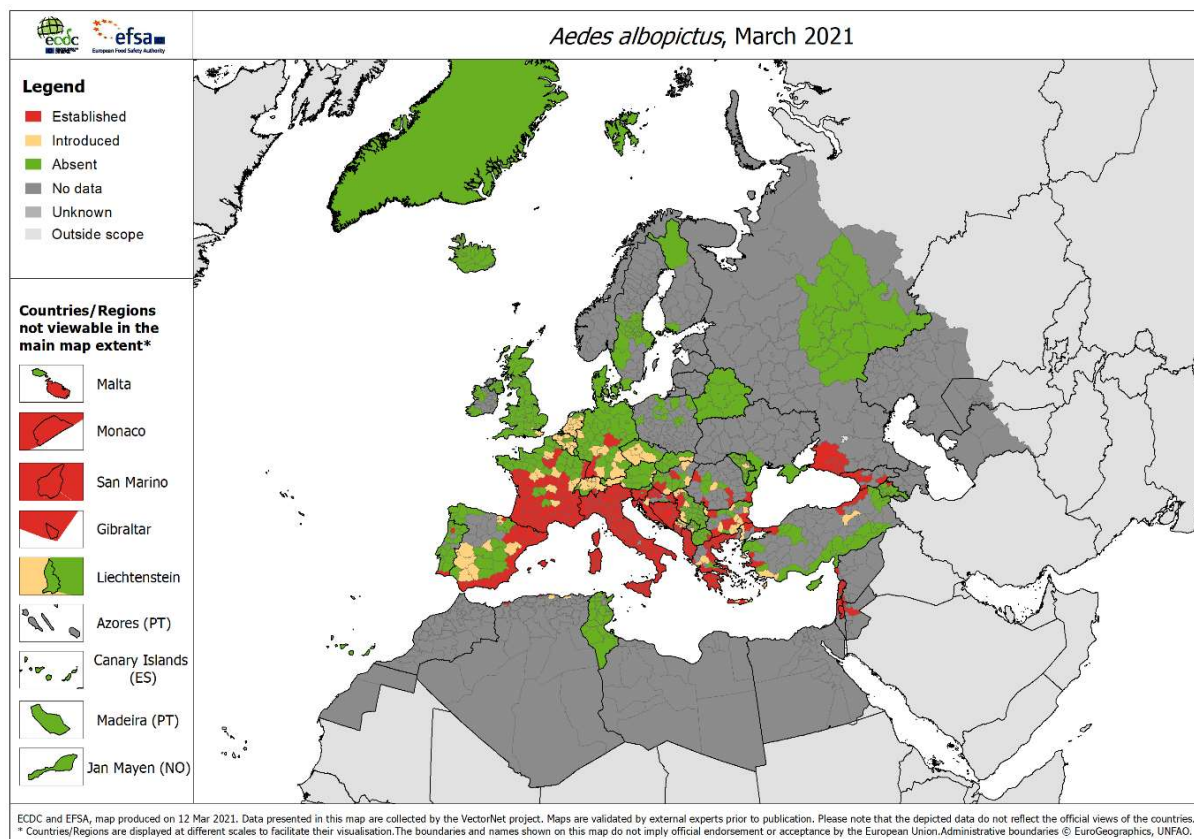 ecdc
efsa
European Food Safety Authority
Aedes albopictus, March 2021
Legend
Established
Introduced
Absent
No data
Unknown
Outside scope
Countries/Regions
not viewable in the
main map extent*
Malta
Monaco
San Marino
Gibraltar
Liechtenstein
Azores (PT)
Canary Islands
(ES)
Madeira (PT)
Jan Mayen (NO)
ECDC and EFSA, map produced on 12 Mar 2021. Data presented in this map are collected by the VectorNet project. Maps are validated by external experts prior to publication. Please note that the depicted data do not reflect the official views of the countries.
* Countries/Regions are displayed at different scales to facilitate their visualisation.The boundaries and names shown on this map do not imply official endorsement or acceptance by the European Union.Administrative boundaries © EuroGeographics, UNFAO.